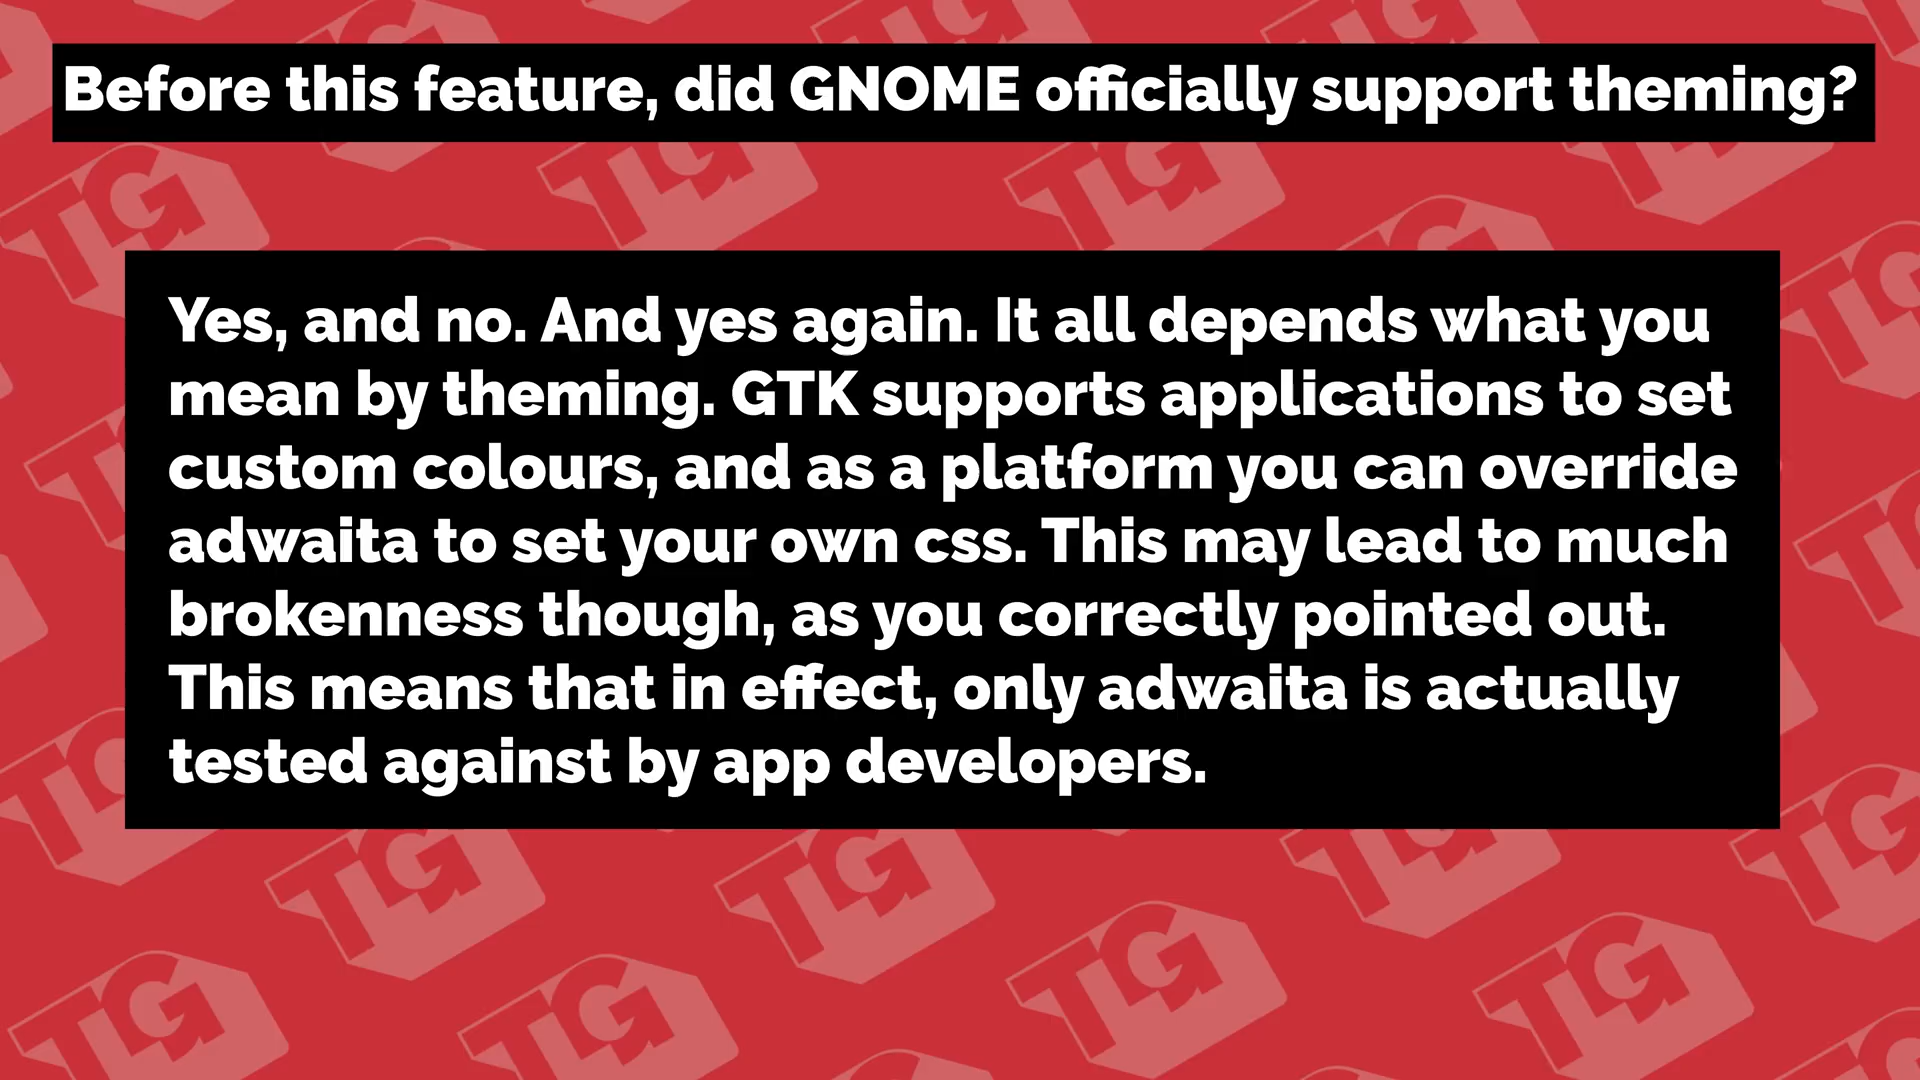 Before this feature, did GNOME officially support theming?
Yes, and no. And yes again. It all depends what you
mean by theming. GTK supports applications to set
custom colours, and as a platform you can override
adwaita to set your own css. This may lead to much
brokenness though, as you correctly pointed out.
This means that in effect, only adwaita is actually
tested against by app developers.